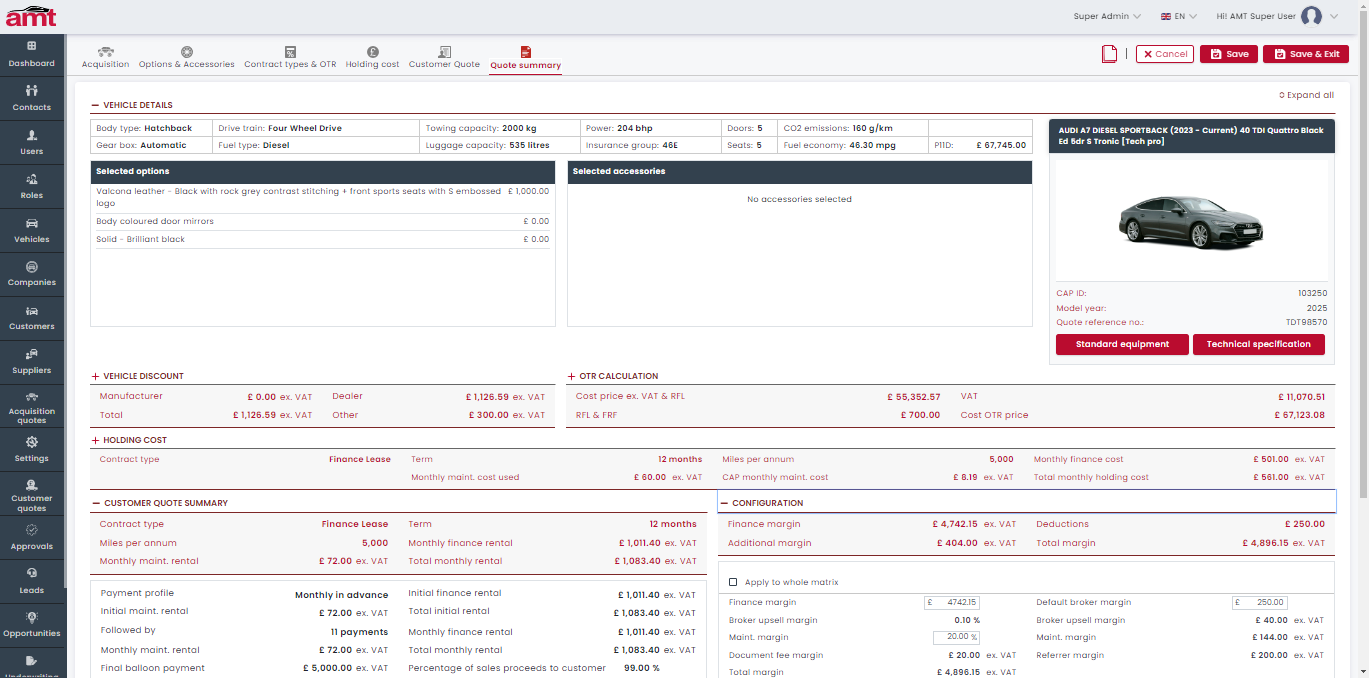 amt
Super Admin
EN
Hi! AMT Super User
Dashboard
Contacts
Users
Roles
Vehicles
Companies
Customers
Suppliers
Acquisition quotes
Settings
Customer quotes
Approvals
Leads
Opportunities
Underwriting
Acquisition
Options & Accessories
Contract types & OTR
Holding cost
Customer Quote
Quote summary
Cancel
Save
Save & Exit
Expand all
VEHICLE DETAILS
Body type: Hatchback Drive train: Four Wheel Drive Towing capacity: 2000 kg Power: 204 bhp Doors: 5 CO2 emissions: 160 g/km
Gear box: Automatic Fuel type: Diesel Luggage capacity: 535 litres Insurance group: 46E Seats: 5 Fuel economy: 46.30 mpg P11D: £ 67,745.00
Selected options
Valcona leather - Black with rock grey contrast stitching + front sports seats with S embossed £ 1,000.00
logo
Body coloured door mirrors £ 0.00
Solid - Brilliant black £ 0.00
Selected accessories
No accessories selected
AUDI A7 DIESEL SPORTBACK (2023 - Current) 40 TDI Quattro Black
Ed 5dr S Tronic [Tech pro]
CAP ID: 103250
Model year: 2025
Quote reference no.: TDT98570
Standard equipment
Technical specification
VEHICLE DISCOUNT
Manufacturer £ 0.00 ex. VAT Dealer £ 1,126.59 ex. VAT
Total £ 1,126.59 ex. VAT Other £ 300.00 ex. VAT
OTR CALCULATION
Cost price ex. VAT & RFL £ 55,352.57 VAT £ 11,070.51
RFL & FRF £ 700.00 Cost OTR price £ 67,123.08
HOLDING COST
Contract type Finance Lease Term 12 months Miles per annum 5,000 Monthly finance cost £ 501.00 ex. VAT
Monthly maint. cost used £ 60.00 ex. VAT CAP monthly maint. cost £ 8.19 ex. VAT Total monthly holding cost £ 561.00 ex. VAT
CUSTOMER QUOTE SUMMARY
Contract type Finance Lease Term 12 months
Miles per annum 5,000 Monthly finance rental £ 1,011.40 ex. VAT
Monthly maint. rental £ 72.00 ex. VAT Total monthly rental £ 1,083.40 ex. VAT
Payment profile Monthly in advance Initial finance rental £ 1,011.40 ex. VAT
Initial maint. rental £ 72.00 ex. VAT Total initial rental £ 1,083.40 ex. VAT
Followed by 11 payments Monthly finance rental £ 1,011.40 ex. VAT
Monthly maint. rental £ 72.00 ex. VAT Total monthly rental £ 1,083.40 ex. VAT
Final balloon payment £ 5,000.00 ex. VAT Percentage of sales proceeds to customer 99.00 %
CONFIGURATION
Finance margin £ 4,742.15 ex. VAT Deductions £ 250.00
Additional margin £ 404.00 ex. VAT Total margin £ 4,896.15 ex. VAT
Apply to whole matrix
Finance margin £ 4742.15 Default broker margin £ 250.00
Broker upsell margin 0.10 % Broker upsell margin £ 40.00 ex. VAT
Maint. margin 20.00 % Maint. margin £ 144.00 ex. VAT
Document fee margin £ 20.00 ex. VAT Referrer margin £ 200.00 ex. VAT
Total margin £ 4,896.15 ex. VAT